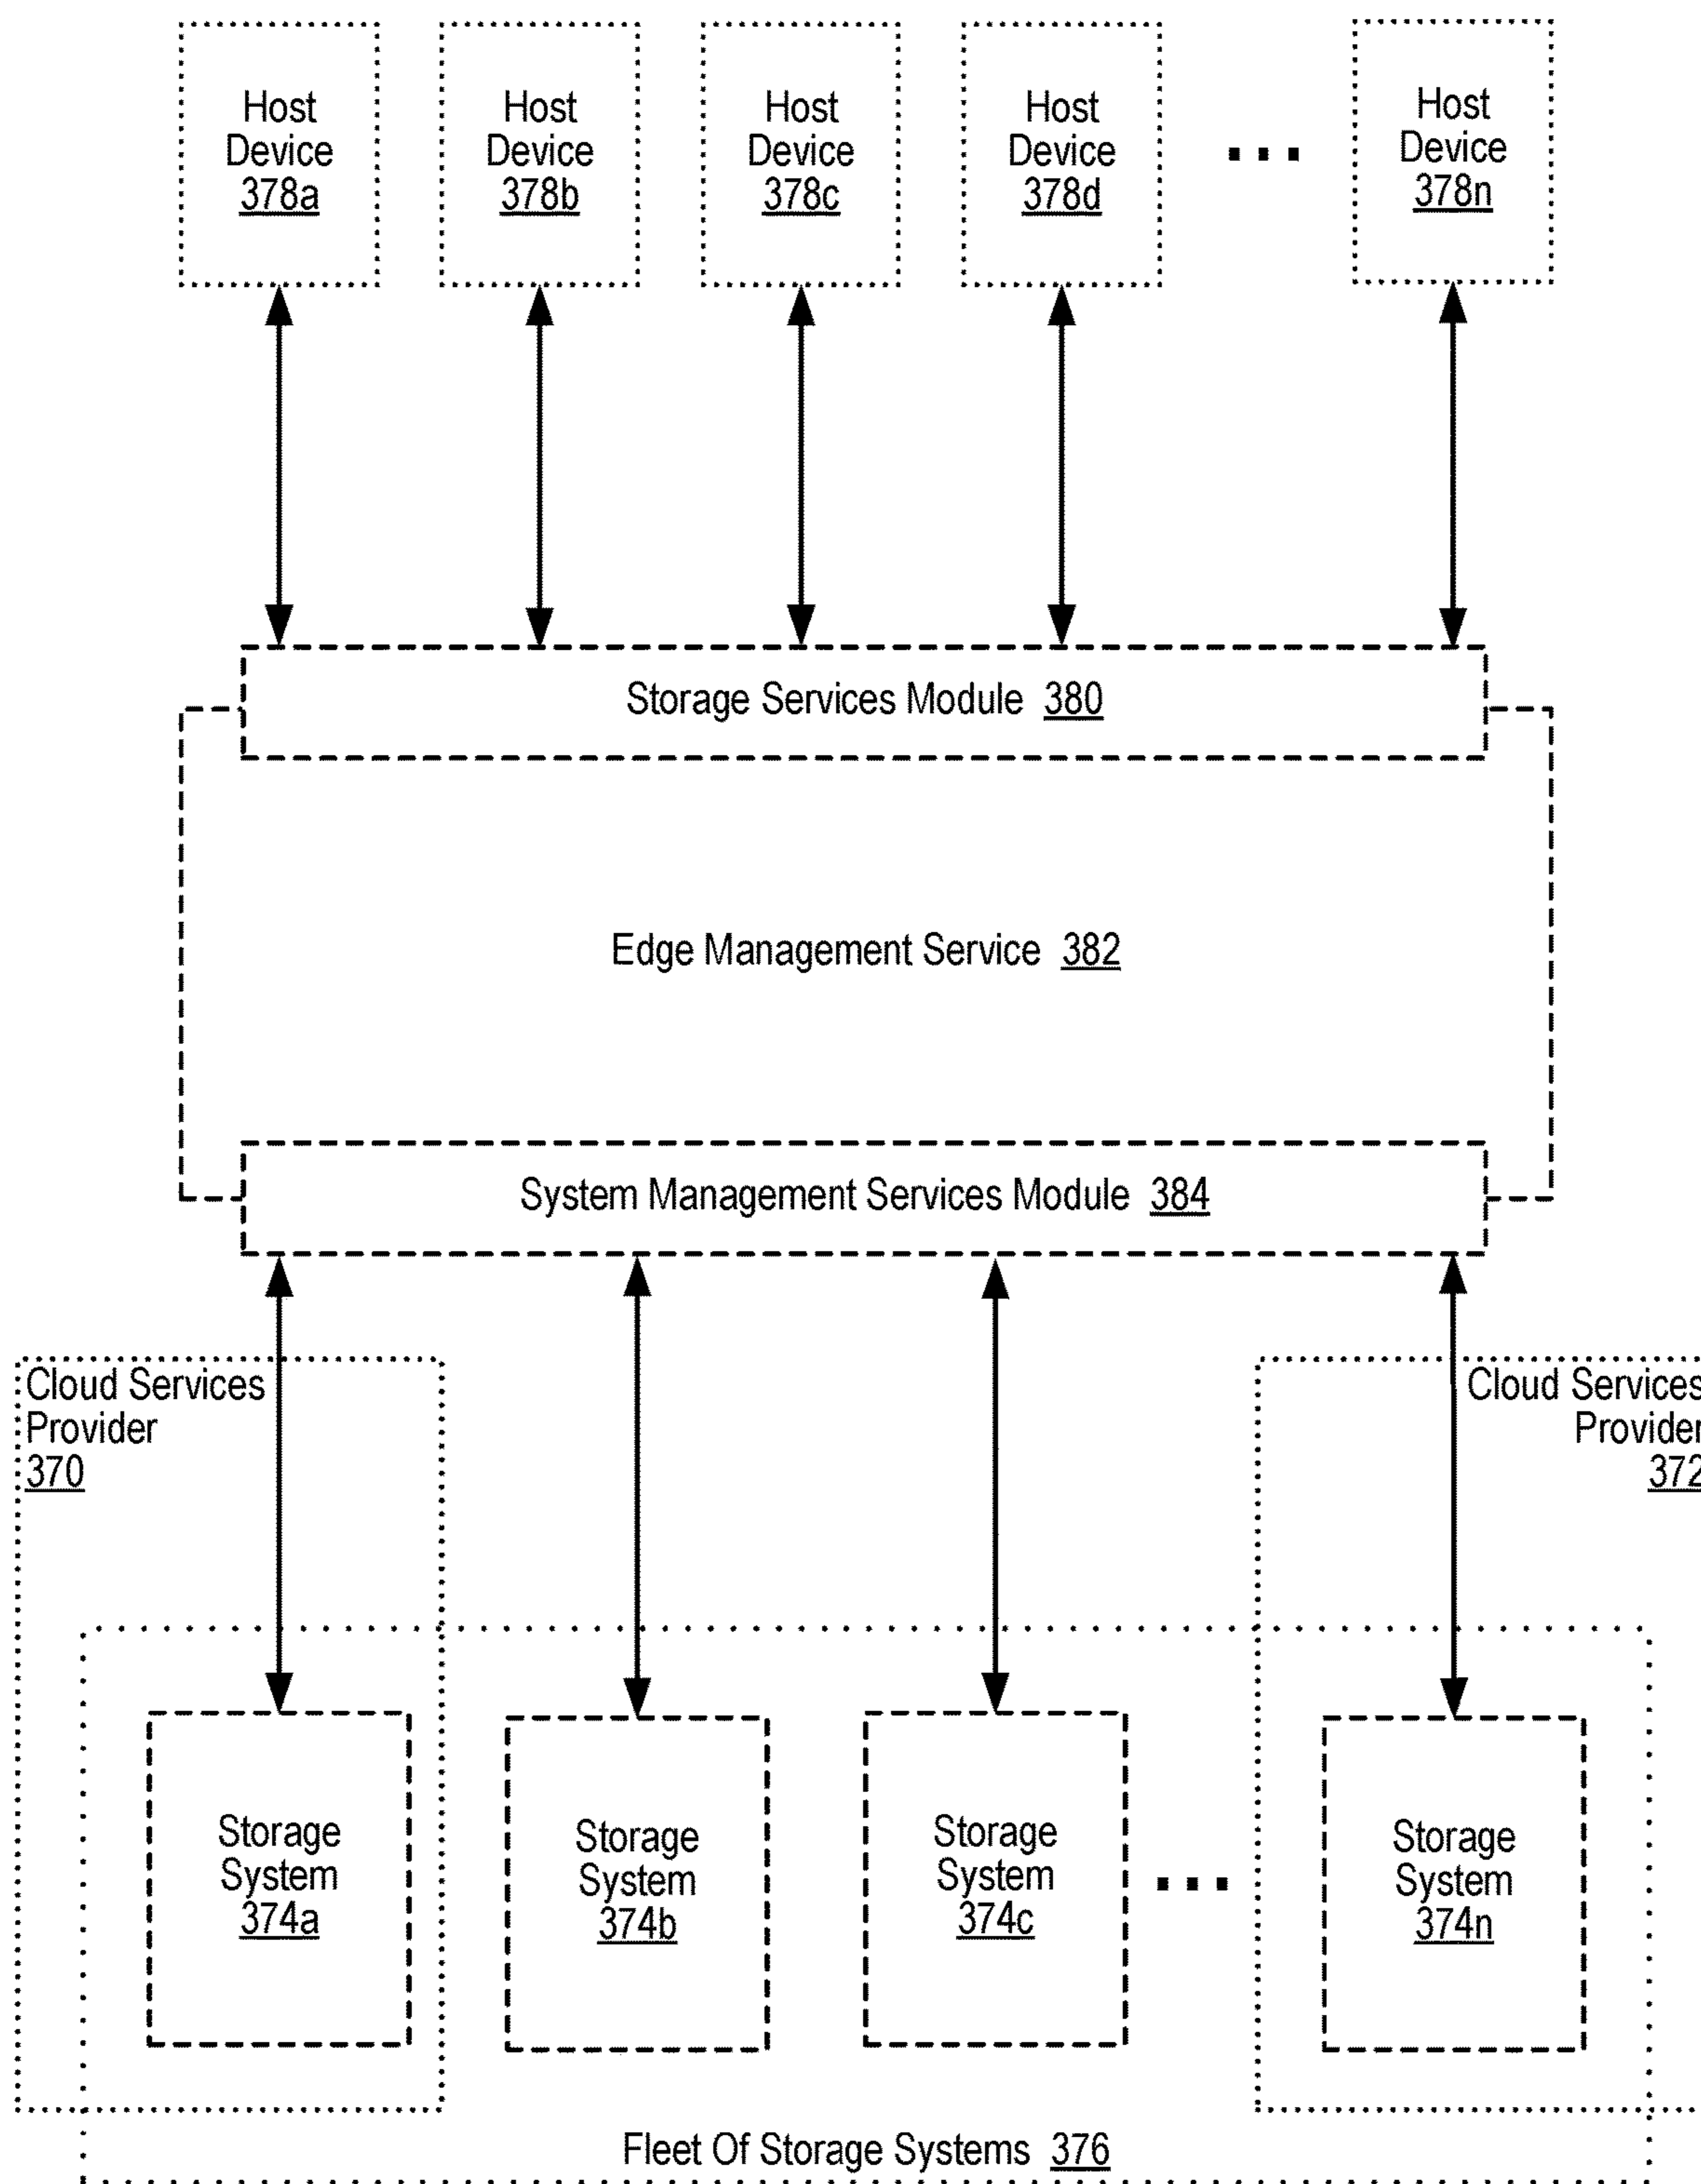 Host
Device
378a
Host
Device
378b
Host
Device
378c
Host
Device
378d
...
Host
Device
378n
Storage Services Module 380
Edge Management Service 382
System Management Services Module 384
Cloud Services
Provider
370
Cloud Services
Provider
372
Storage
System
374a
Storage
System
374b
Storage
System
374c
...
Storage
System
374n
Fleet Of Storage Systems 376